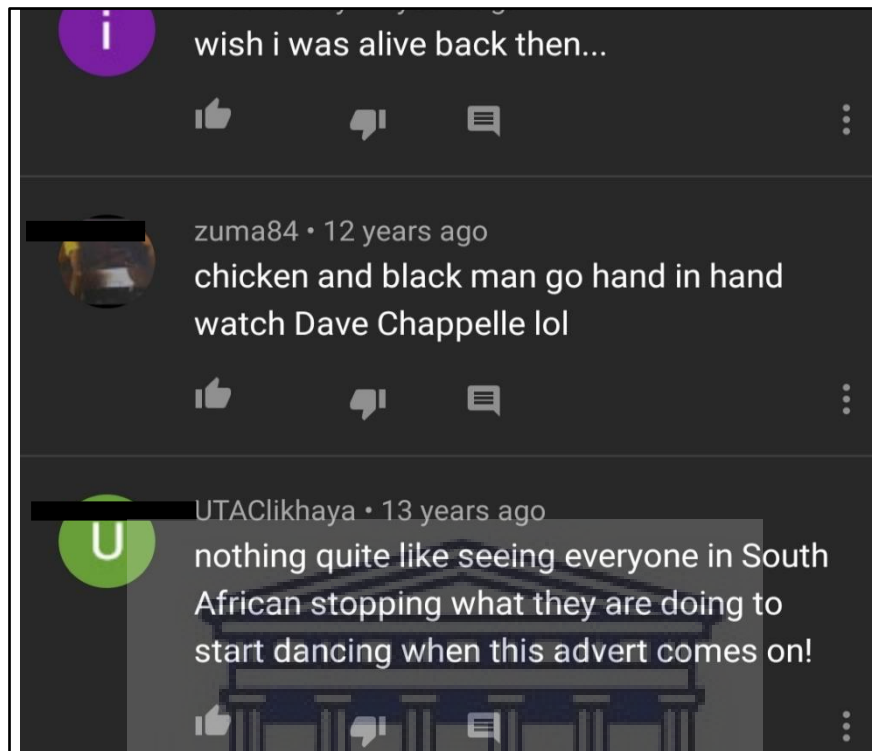 i
wish i was alive back then...
zuma84 • 12 years ago
chicken and black man go hand in hand
watch Dave Chappelle lol
U
UTAClikhaya • 13 years ago
nothing quite like seeing everyone in South
African stopping what they are doing to
start dancing when this advert comes on!